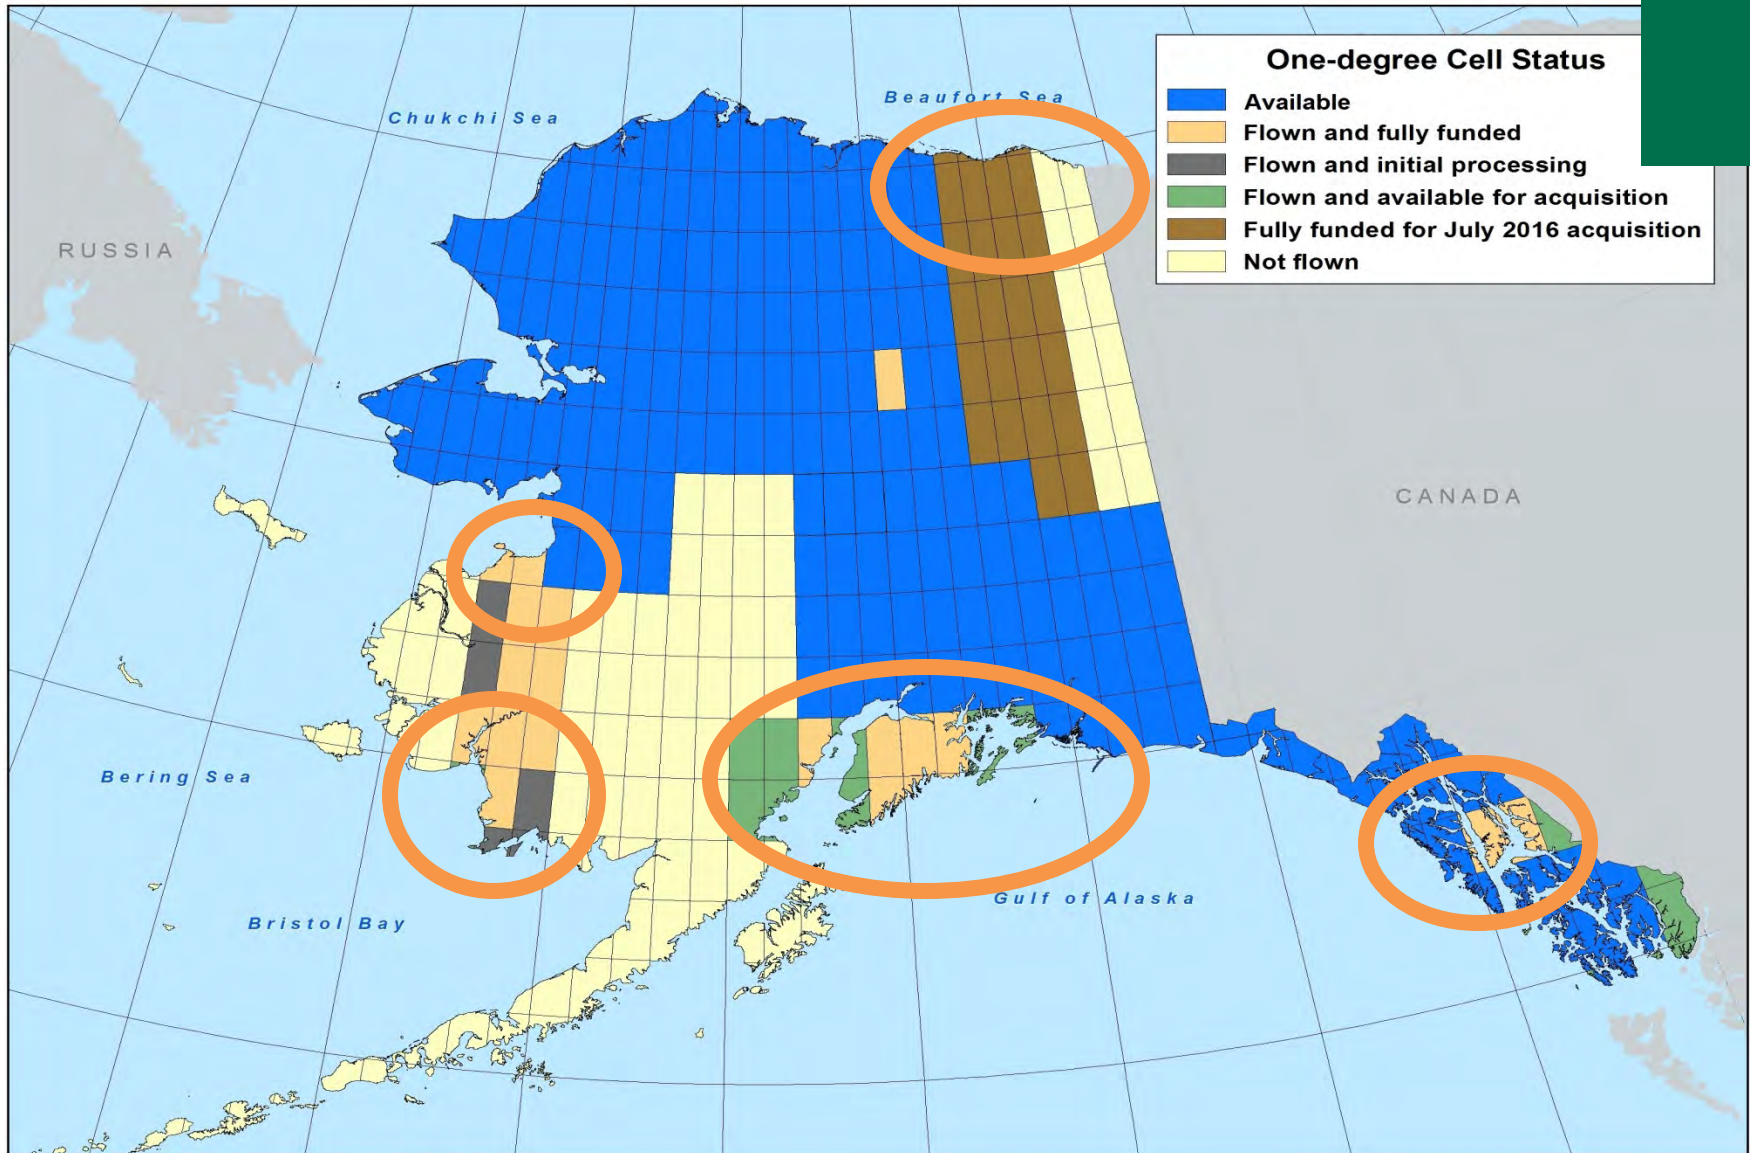 One-degree Cell Status
Available
Flown and fully funded
Flown and initial processing
Flown and available for acquisition
Fully funded for July 2016 acquisition
Not flown
Beaufort Sea
Chukchi Sea
RUSSIA
CANADA
Bering Sea
Bristol Bay
Gulf of Alaska